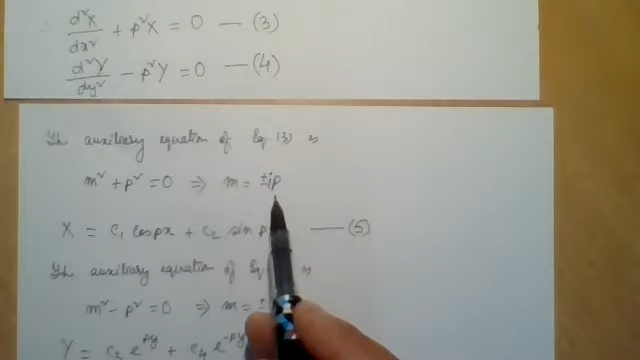 d²X/dx² + p²X = 0 — (3)
d²Y/dy² - p²Y = 0 — (4)
The auxiliary equation of Eq (3) is
m² + p² = 0 ⇒ m = ±ip
X = c₁ cos px + c₂ sin p — (5)
The auxiliary equation of Eq is
m² - p² = 0 ⇒ m = ±
Y = c₃ e^{py} + c₄ e^{-py}